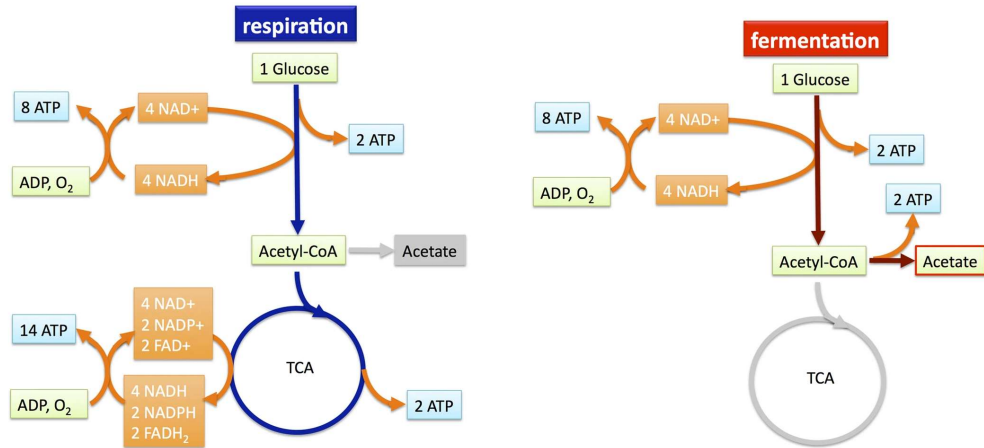 respiration
1 Glucose
8 ATP
4 NAD+
2 ATP
ADP, O₂
4 NADH
Acetyl-CoA
Acetate
14 ATP
4 NAD+
2 NADP+
2 FAD+
TCA
ADP, O₂
4 NADH
2 NADPH
2 FADH₂
2 ATP
fermentation
1 Glucose
8 ATP
4 NAD+
2 ATP
ADP, O₂
4 NADH
2 ATP
Acetyl-CoA
Acetate
TCA